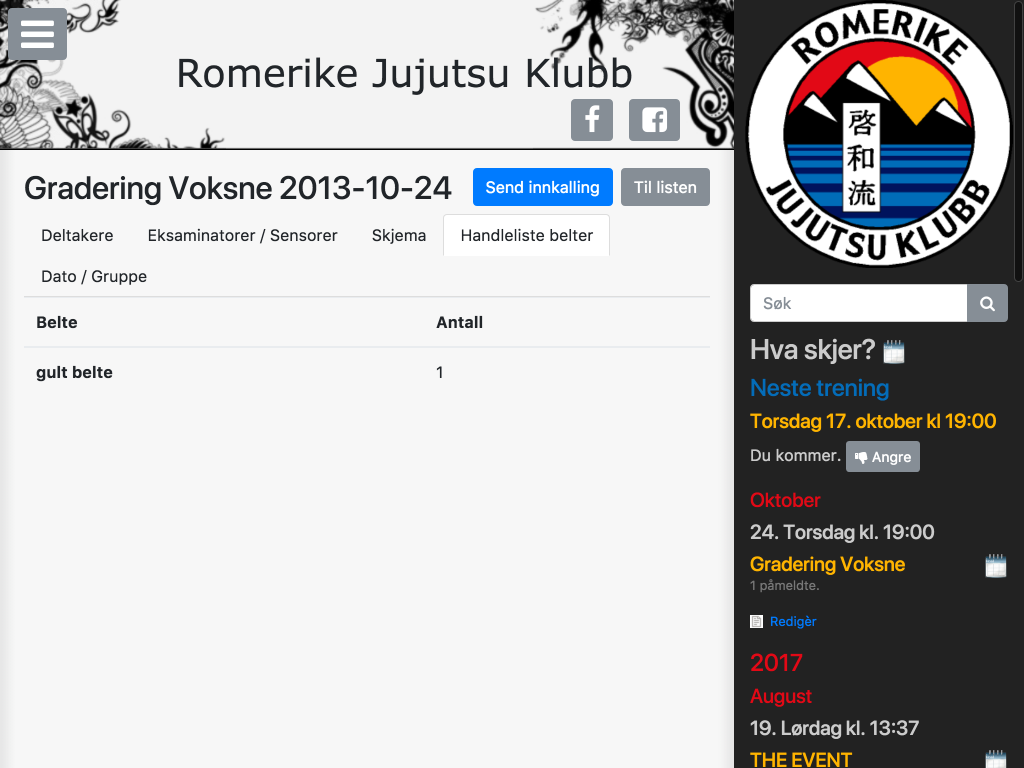 Romerike Jujutsu Klubb
Gradering Voksne 2013-10-24
Send innkalling
Til listen
Deltakere
Eksaminatorer / Sensorer
Skjema
Handleliste belter
Dato / Gruppe
Belte Antall
gult belte 1
ROMERIKE
啓和流
JUJUTSU KLUBB
Søk
Hva skjer?
Neste trening
Torsdag 17. oktober kl 19:00
Du kommer. Angre
Oktober
24. Torsdag kl. 19:00
Gradering Voksne
1 påmeldte.
Redigèr
2017
August
19. Lørdag kl. 13:37
THE EVENT